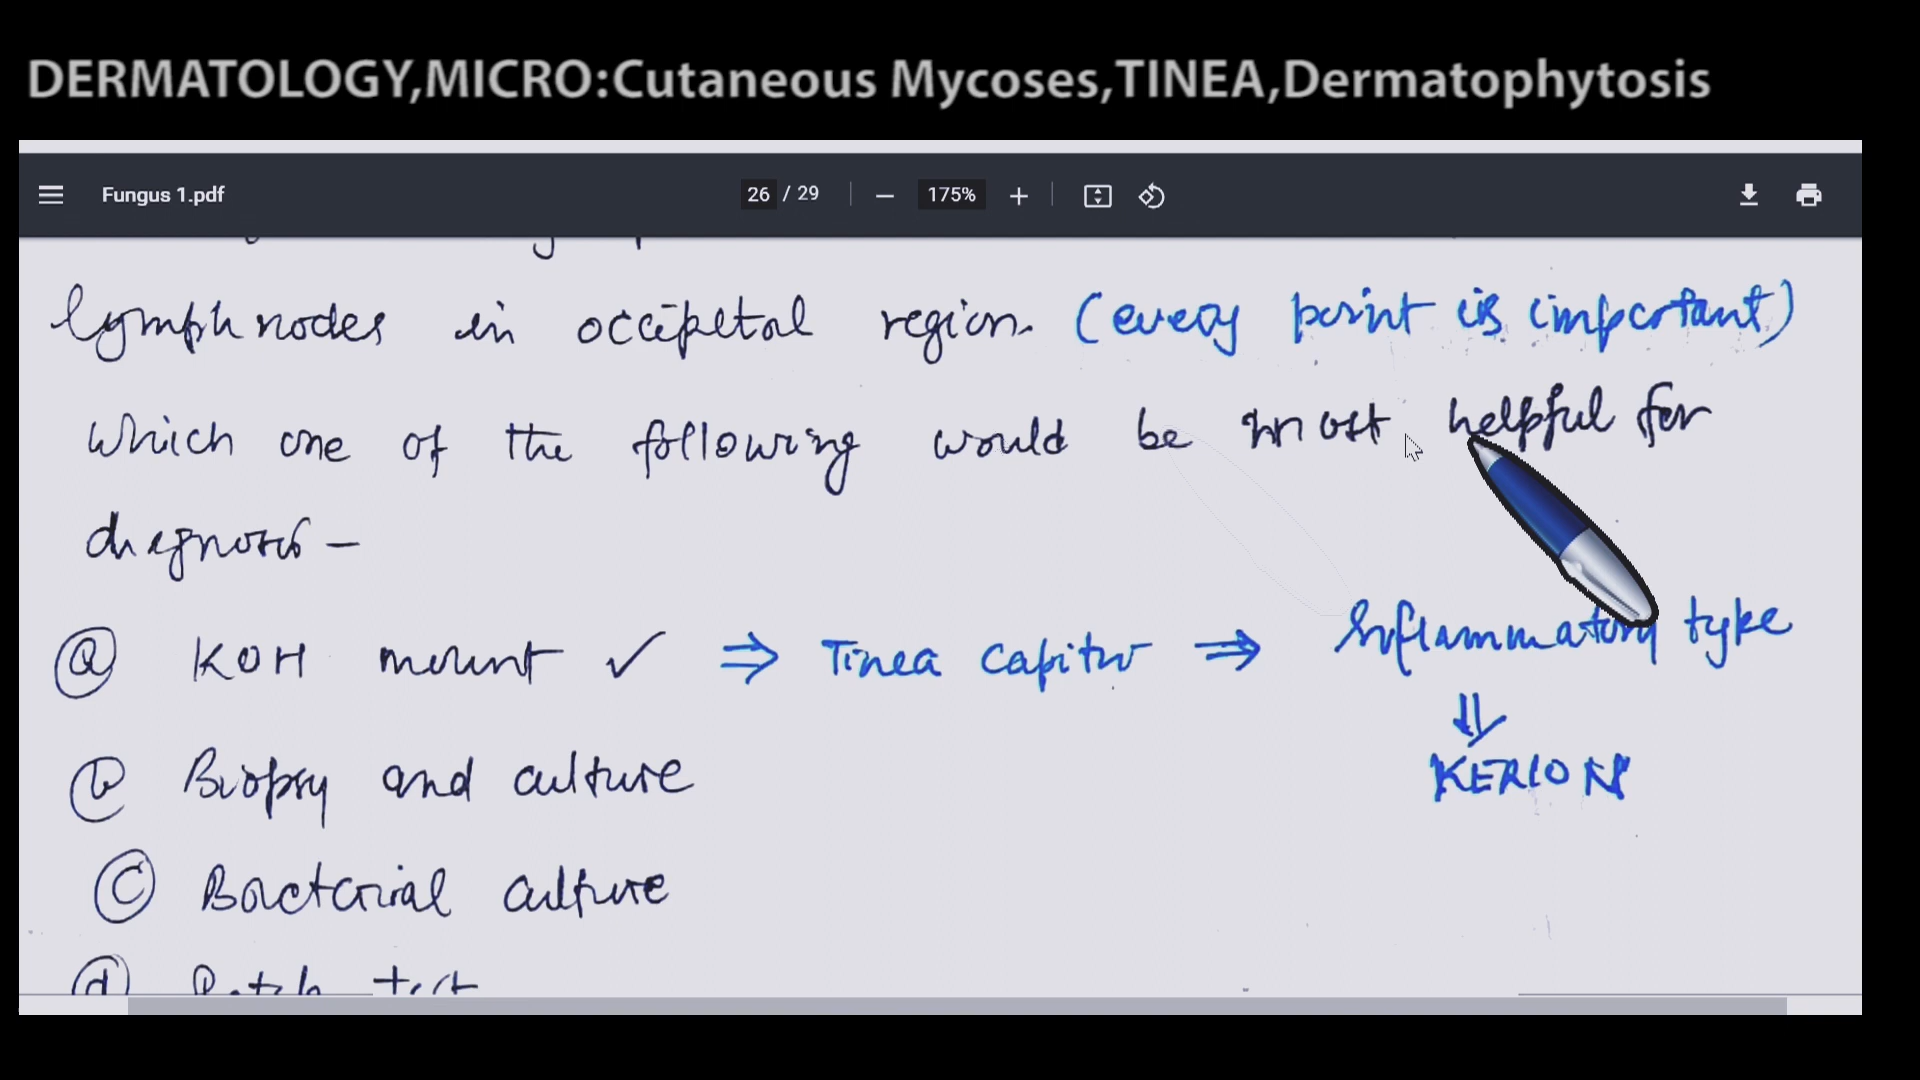 DERMATOLOGY,MICRO:Cutaneous Mycoses,TINEA,Dermatophytosis
Fungus 1.pdf 26 / 29 175%
lymph nodes in occipetal region. (every point is important)
Which one of the following would be most helpful for
diagnosis -
(a) KOH mount ✓ ⇒ Tinea Capitis ⇒ Inflammatory type
⇓
KERION
(b) Biopsy and culture
(C) Bacterial culture
(d) Patch test